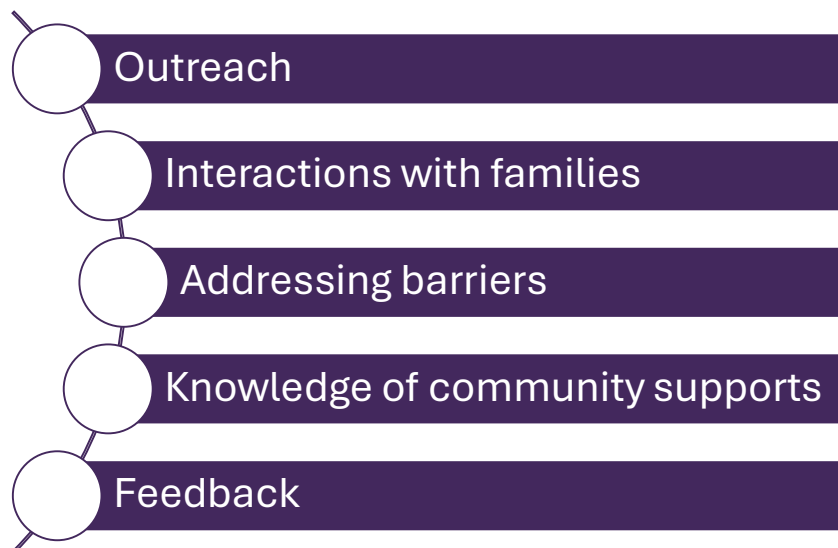 Outreach
Interactions with families
Addressing barriers
Knowledge of community supports
Feedback